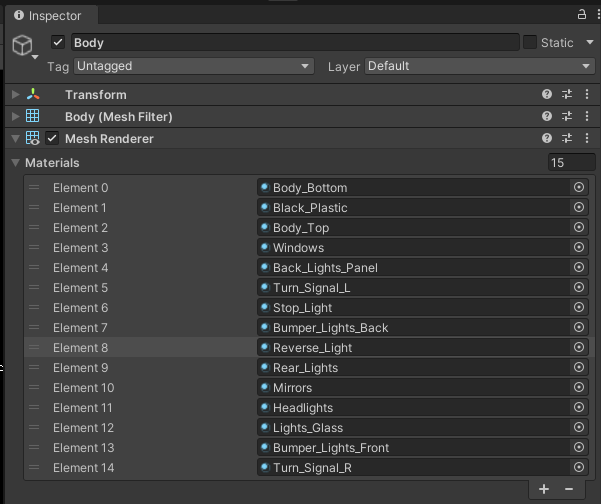 Inspector
Body
Static
Tag Untagged Layer Default
Transform
Body (Mesh Filter)
Mesh Renderer
Materials 15
Element 0 Body_Bottom
Element 1 Black_Plastic
Element 2 Body_Top
Element 3 Windows
Element 4 Back_Lights_Panel
Element 5 Turn_Signal_L
Element 6 Stop_Light
Element 7 Bumper_Lights_Back
Element 8 Reverse_Light
Element 9 Rear_Lights
Element 10 Mirrors
Element 11 Headlights
Element 12 Lights_Glass
Element 13 Bumper_Lights_Front
Element 14 Turn_Signal_R